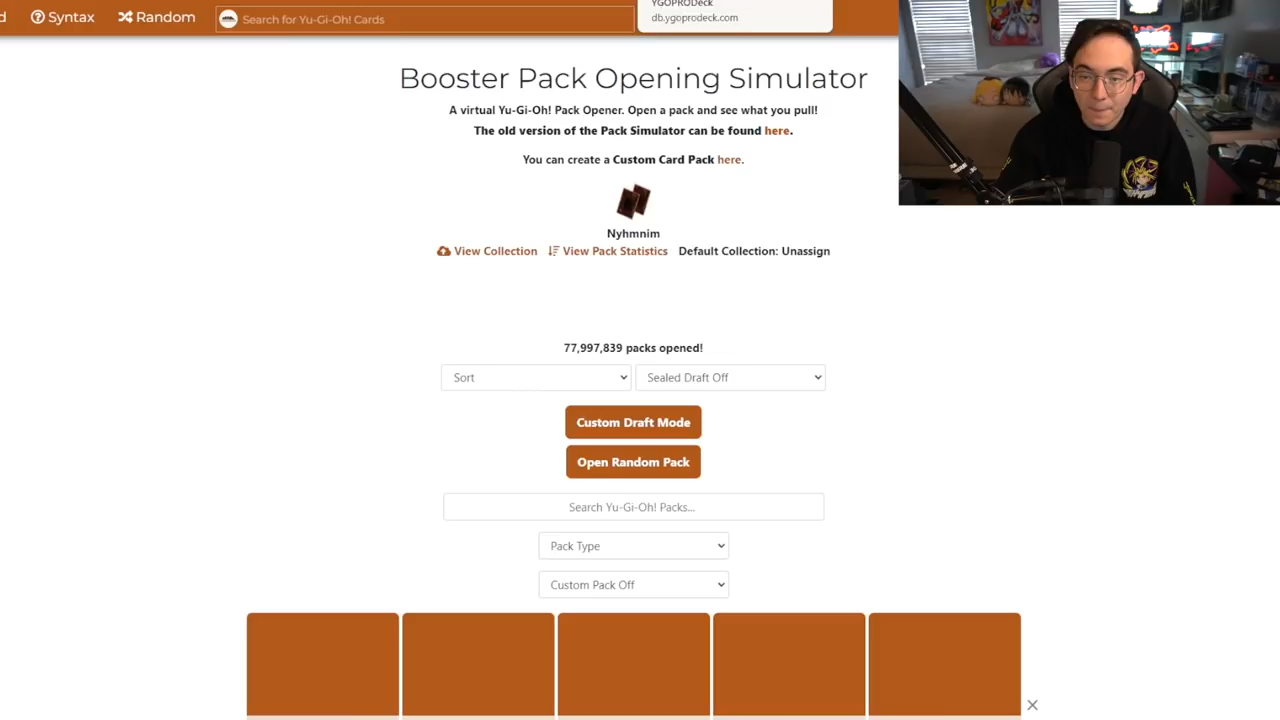 d
Syntax
Random
Search for Yu-Gi-Oh! Cards
YGOPRODeck
db.ygoprodeck.com
Booster Pack Opening Simulator
A virtual Yu-Gi-Oh! Pack Opener. Open a pack and see what you pull!
The old version of the Pack Simulator can be found here.
You can create a Custom Card Pack here.
Nyhmnim
View Collection View Pack Statistics Default Collection: Unassign
77,997,839 packs opened!
Sort
Sealed Draft Off
Custom Draft Mode
Open Random Pack
Search Yu-Gi-Oh! Packs...
Pack Type
Custom Pack Off